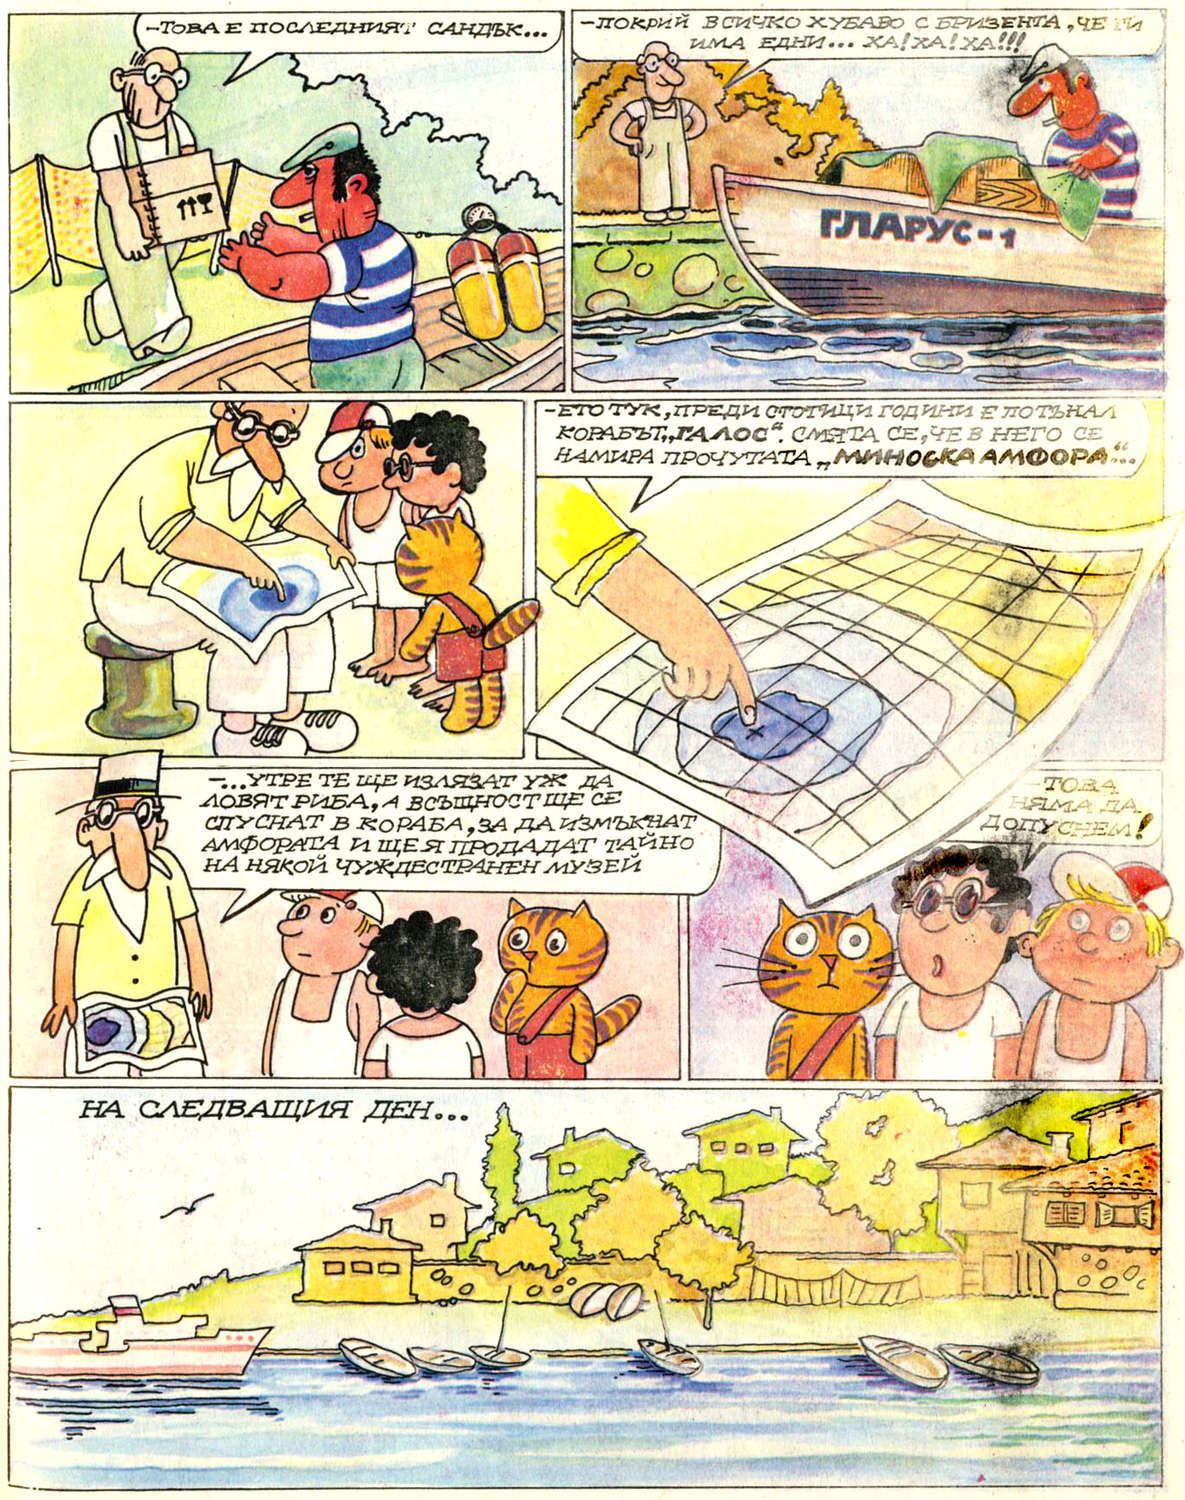 -ТОВА Е ПОСЛЕДНИЯТ САНДЪК...
-ПОКРИЙ ВСИЧКО ХУБАВО С БРИЗЕНТА, ЧЕ ГИ
ИМА ЕДНИ... ХА! ХА! ХА!!!
ГЛАРУС-1
-ЕТО ТУК, ПРЕДИ СТОТИЦИ ГОДИНИ Е ПОТЪНАЛ
КОРАБЪТ „ГАЛОС“. СМЯТА СЕ, ЧЕ В НЕГО СЕ
НАМИРА ПРОЧУТАТА „МИНОСКА АМФОРА“...
-...УТРЕ ТЕ ЩЕ ИЗЛЯЗАТ УЖ ДА
ЛОВЯТ РИБА, А ВСЪЩНОСТ ЩЕ СЕ
СПУСНАТ В КОРАБА, ЗА ДА ИЗМЪКНАТ
АМФОРАТА И ЩЕ Я ПРОДАДАТ ТАЙНО
НА НЯКОЙ ЧУЖДЕСТРАНЕН МУЗЕЙ
-ТОВА
НЯМА ДА
ДОПУСНЕМ!
НА СЛЕДВАЩИЯ ДЕН...